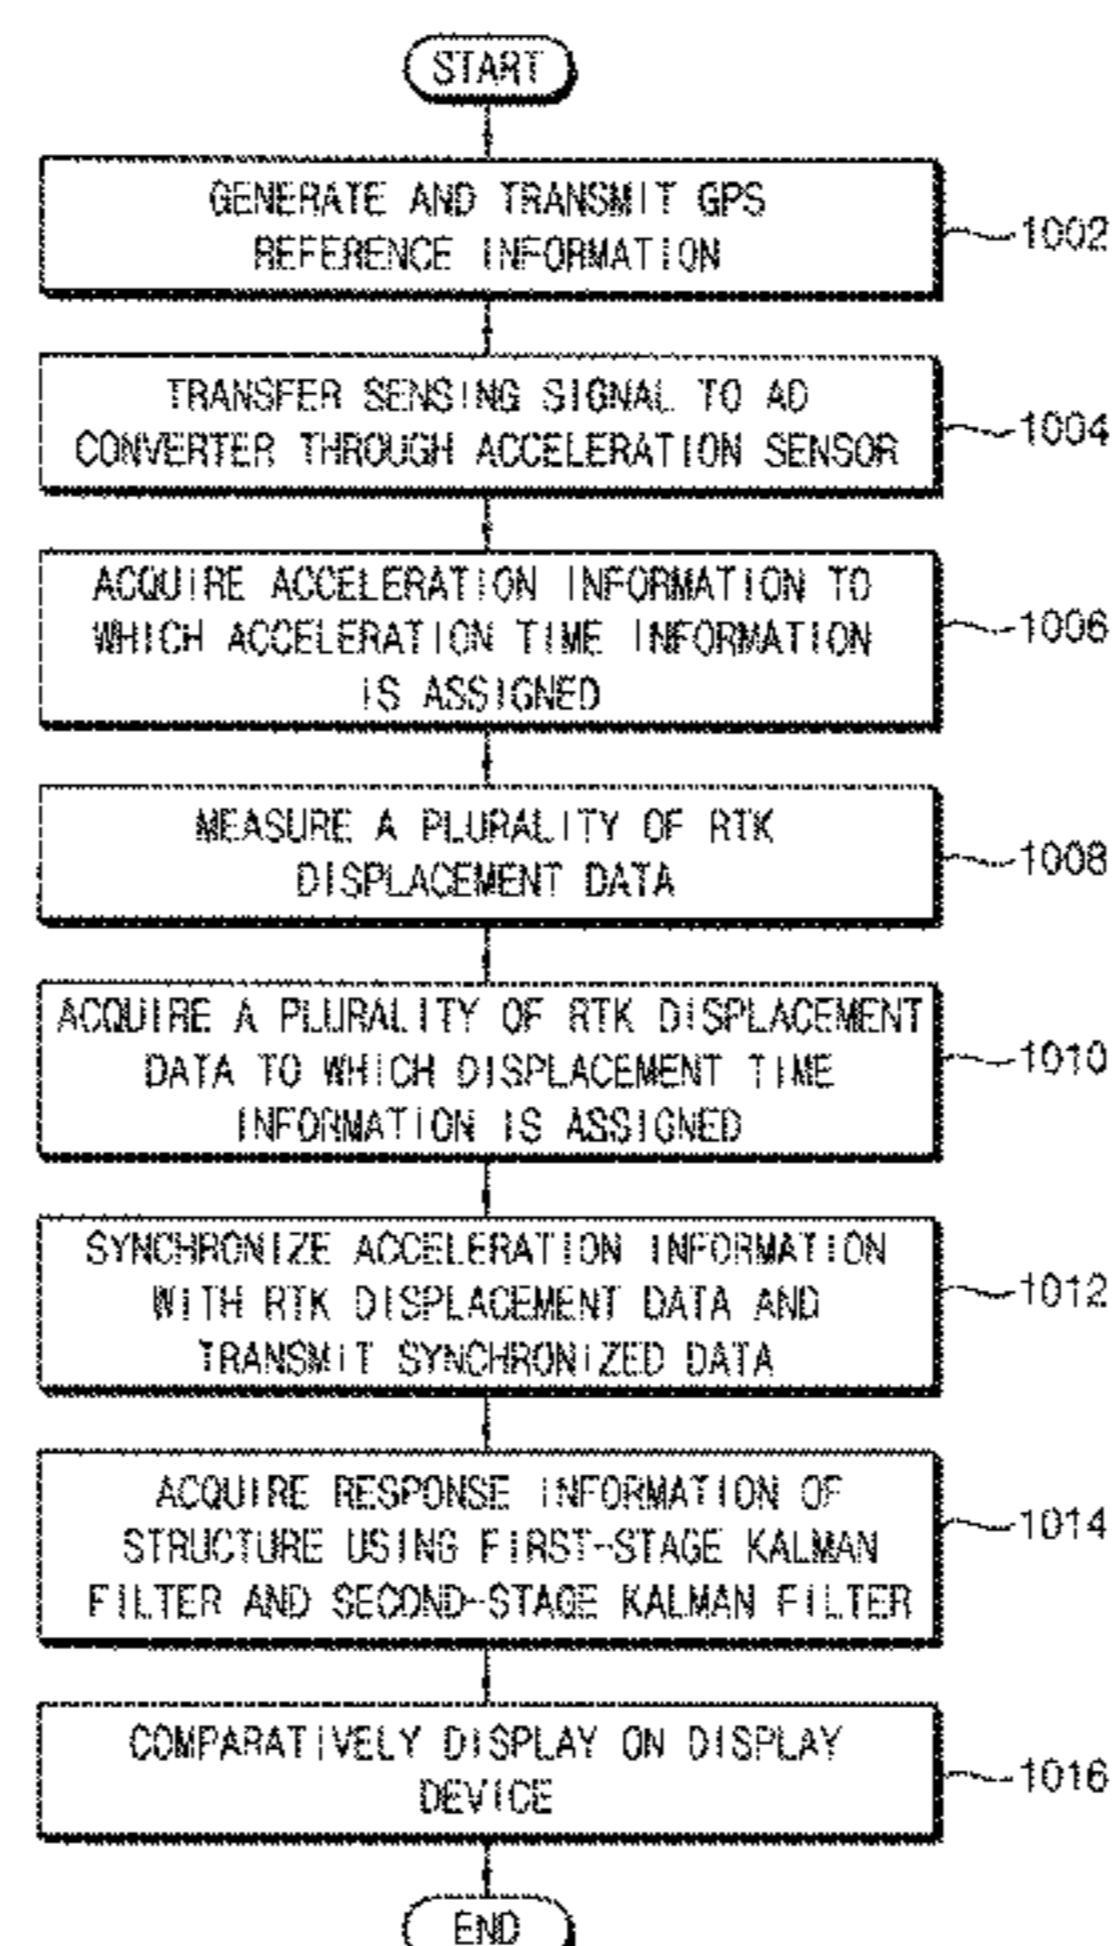 START
GENERATE AND TRANSMIT GPS
REFERENCE INFORMATION
1002
TRANSFER SENSING SIGNAL TO AD
CONVERTER THROUGH ACCELERATION SENSOR
1004
ACQUIRE ACCELERATION INFORMATION TO
WHICH ACCELERATION TIME INFORMATION
IS ASSIGNED
1006
MEASURE A PLURALITY OF RTK
DISPLACEMENT DATA
1008
ACQUIRE A PLURALITY OF RTK DISPLACEMENT
DATA TO WHICH DISPLACEMENT TIME
INFORMATION IS ASSIGNED
1010
SYNCHRONIZE ACCELERATION INFORMATION
WITH RTK DISPLACEMENT DATA AND
TRANSMIT SYNCHRONIZED DATA
1012
ACQUIRE RESPONSE INFORMATION OF
STRUCTURE USING FIRST-STAGE KALMAN
FILTER AND SECOND-STAGE KALMAN FILTER
1014
COMPARATIVELY DISPLAY ON DISPLAY
DEVICE
1016
END